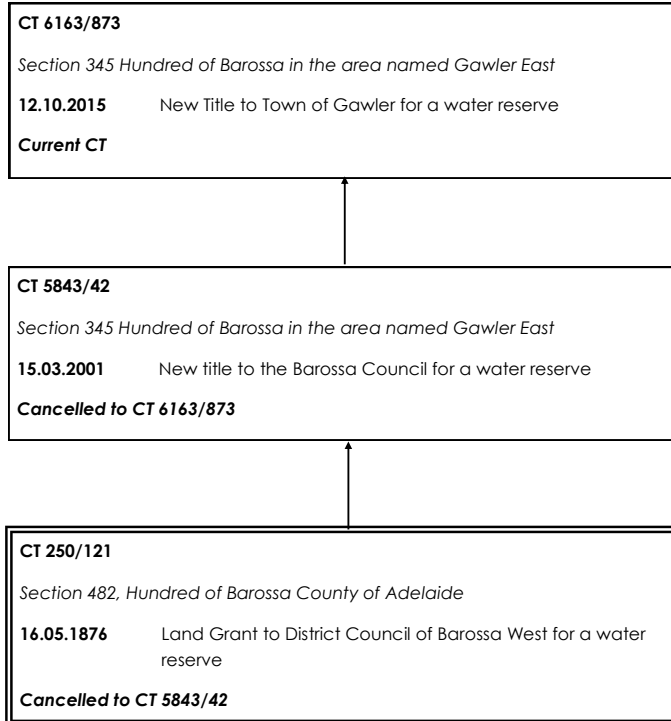 CT 6163/873
Section 345 Hundred of Barossa in the area named Gawler East
12.10.2015 New Title to Town of Gawler for a water reserve
Current CT
CT 5843/42
Section 345 Hundred of Barossa in the area named Gawler East
15.03.2001 New title to the Barossa Council for a water reserve
Cancelled to CT 6163/873
CT 250/121
Section 482, Hundred of Barossa County of Adelaide
16.05.1876 Land Grant to District Council of Barossa West for a water
reserve
Cancelled to CT 5843/42